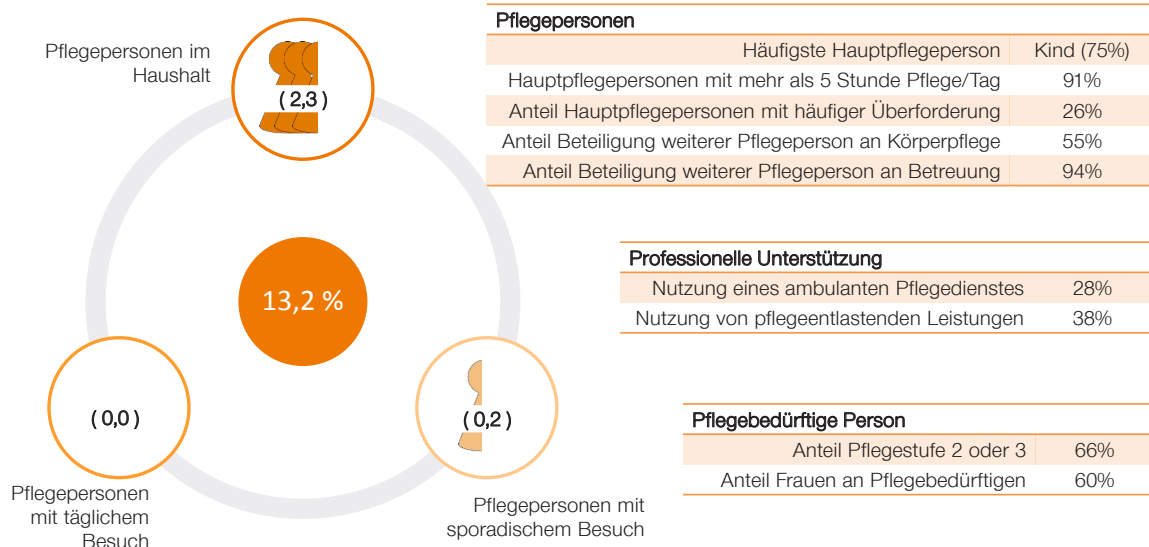 Pflegepersonen im
Haushalt
( 2,3 )
13,2 %
( 0,0 )
Pflegepersonen
mit täglichem
Besuch
( 0,2 )
Pflegepersonen mit
sporadischem Besuch
Pflegepersonen
Häufigste Hauptpflegeperson Kind (75%)
Hauptpflegepersonen mit mehr als 5 Stunde Pflege/Tag 91%
Anteil Hauptpflegepersonen mit häufiger Überforderung 26%
Anteil Beteiligung weiterer Pflegeperson an Körperpflege 55%
Anteil Beteiligung weiterer Pflegeperson an Betreuung 94%
Professionelle Unterstützung
Nutzung eines ambulanten Pflegedienstes 28%
Nutzung von pflegeentlastenden Leistungen 38%
Pflegebedürftige Person
Anteil Pflegestufe 2 oder 3 66%
Anteil Frauen an Pflegebedürftigen 60%